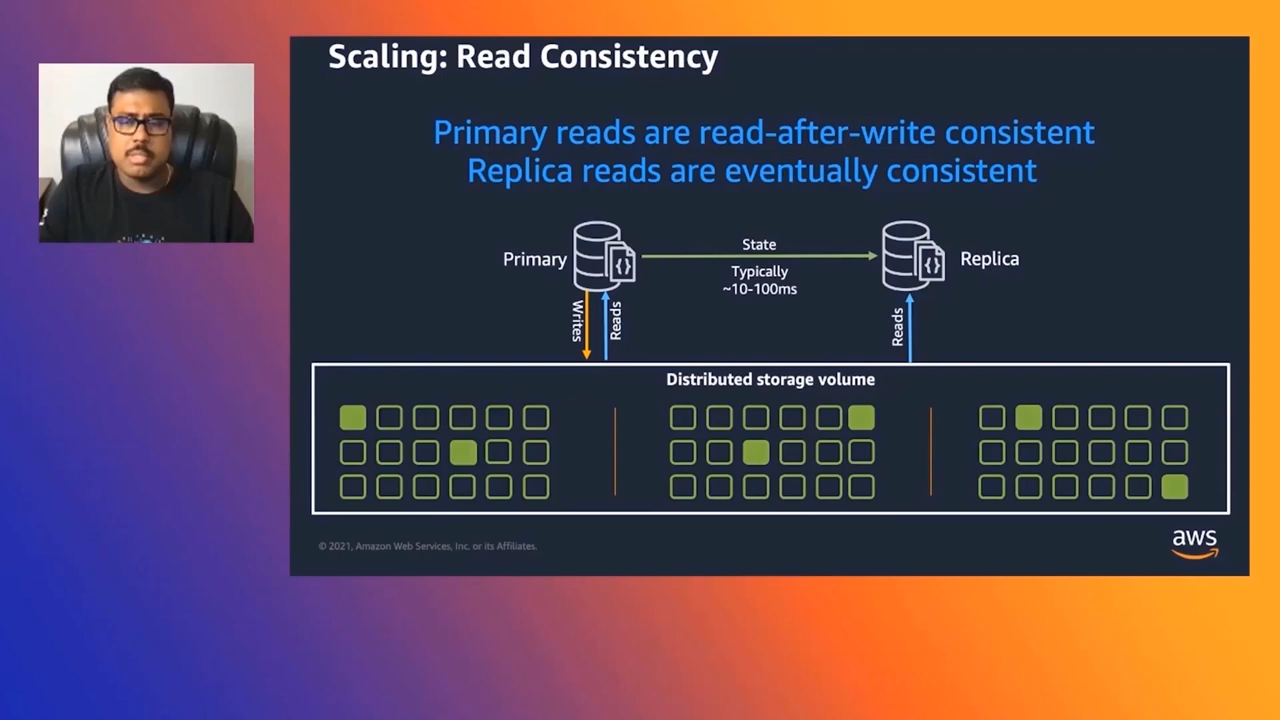 Scaling: Read Consistency
Primary reads are read-after-write consistent
Replica reads are eventually consistent
Primary
State
Typically
~10-100ms
Replica
Writes
Reads
Reads
Distributed storage volume
© 2021, Amazon Web Services, Inc. or its Affiliates.
aws